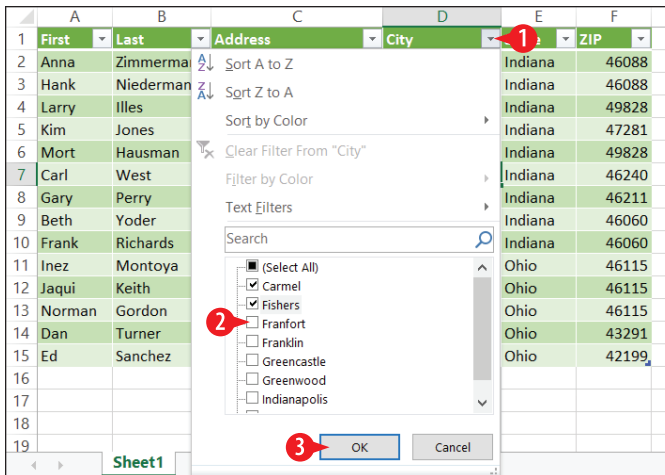 A B C D E F
1 First Last Address City 1 ZIP
2 Anna Zimmerma Indiana 46088
3 Hank Niederman Indiana 46088
4 Larry Illes Indiana 49828
5 Kim Jones Indiana 47281
6 Mort Hausman Indiana 49828
7 Carl West Indiana 46240
8 Gary Perry Indiana 46211
9 Beth Yoder Indiana 46060
10 Frank Richards Indiana 46060
11 Inez Montoya Ohio 46115
12 Jaqui Keith Ohio 46115
13 Norman Gordon Ohio 46115
14 Dan Turner Ohio 43291
15 Ed Sanchez Ohio 42199
16
17
18
19
Sort A to Z
Sort Z to A
Sort by Color
Clear Filter From "City"
Filter by Color
Text Filters
Search
(Select All)
Carmel
Fishers
2 Franfort
Franklin
Greencastle
Greenwood
Indianapolis
3 OK Cancel
Sheet1